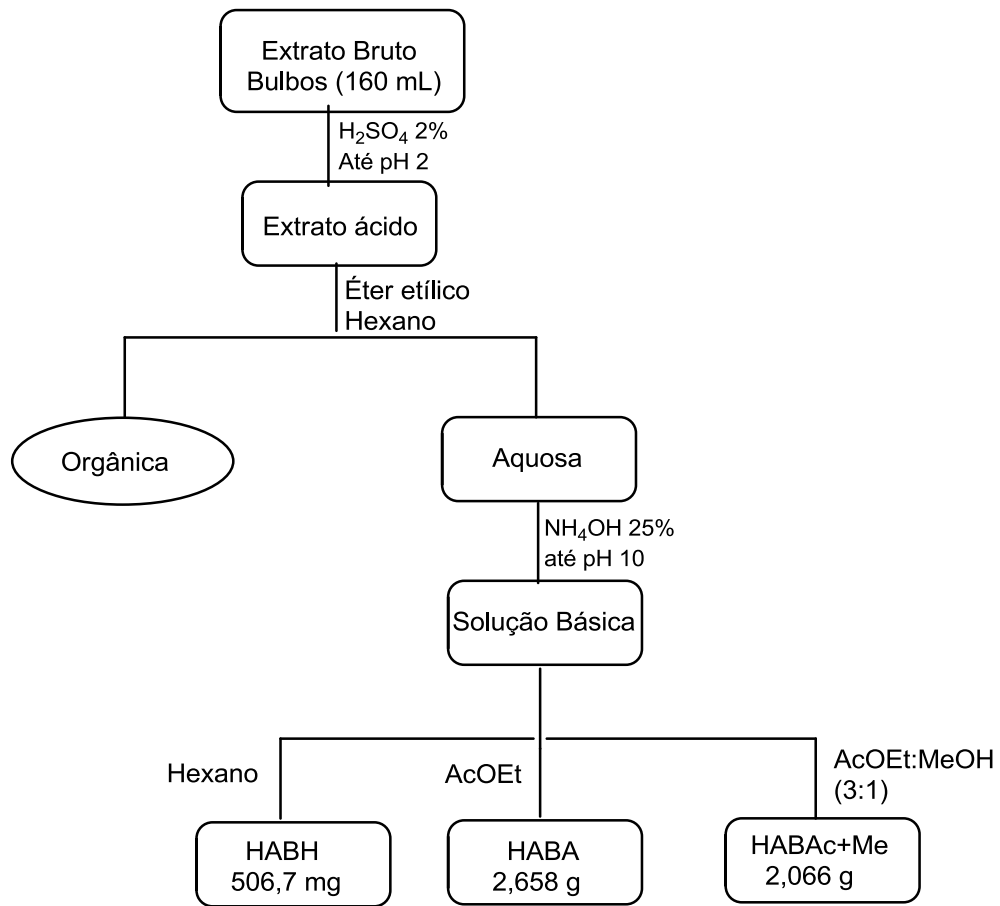 Extrato Bruto
Bulbos (160 mL)
H₂SO₄ 2%
Até pH 2
Extrato ácido
Éter etílico
Hexano
Orgânica
Aquosa
NH₄OH 25%
até pH 10
Solução Básica
Hexano
AcOEt
AcOEt:MeOH
(3:1)
HABH
506,7 mg
HABA
2,658 g
HABAc+Me
2,066 g